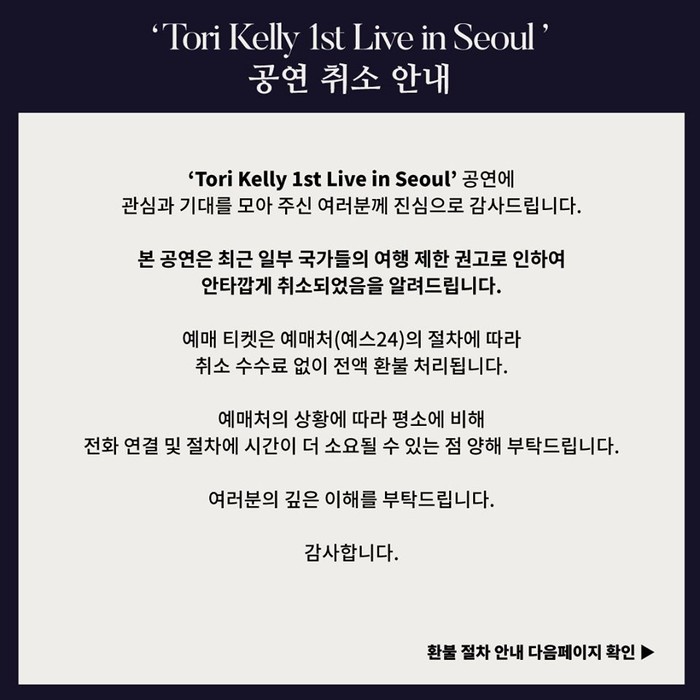 ‘Tori Kelly 1st Live in Seoul’
공연 취소 안내
‘Tori Kelly 1st Live in Seoul’ 공연에
관심과 기대를 모아 주신 여러분께 진심으로 감사드립니다.
본 공연은 최근 일부 국가들의 여행 제한 권고로 인하여
안타깝게 취소되었음을 알려드립니다.
예매 티켓은 예매처(예스24)의 절차에 따라
취소 수수료 없이 전액 환불 처리됩니다.
예매처의 상황에 따라 평소에 비해
전화 연결 및 절차에 시간이 더 소요될 수 있는 점 양해 부탁드립니다.
여러분의 깊은 이해를 부탁드립니다.
감사합니다.
환불 절차 안내 다음페이지 확인 ▶